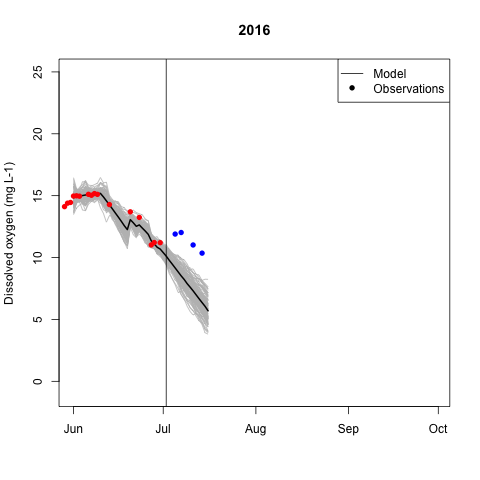 2016
Model
Observations
Dissolved oxygen (mg L-1)
25
20
15
10
5
0
Jun
Jul
Aug
Sep
Oct